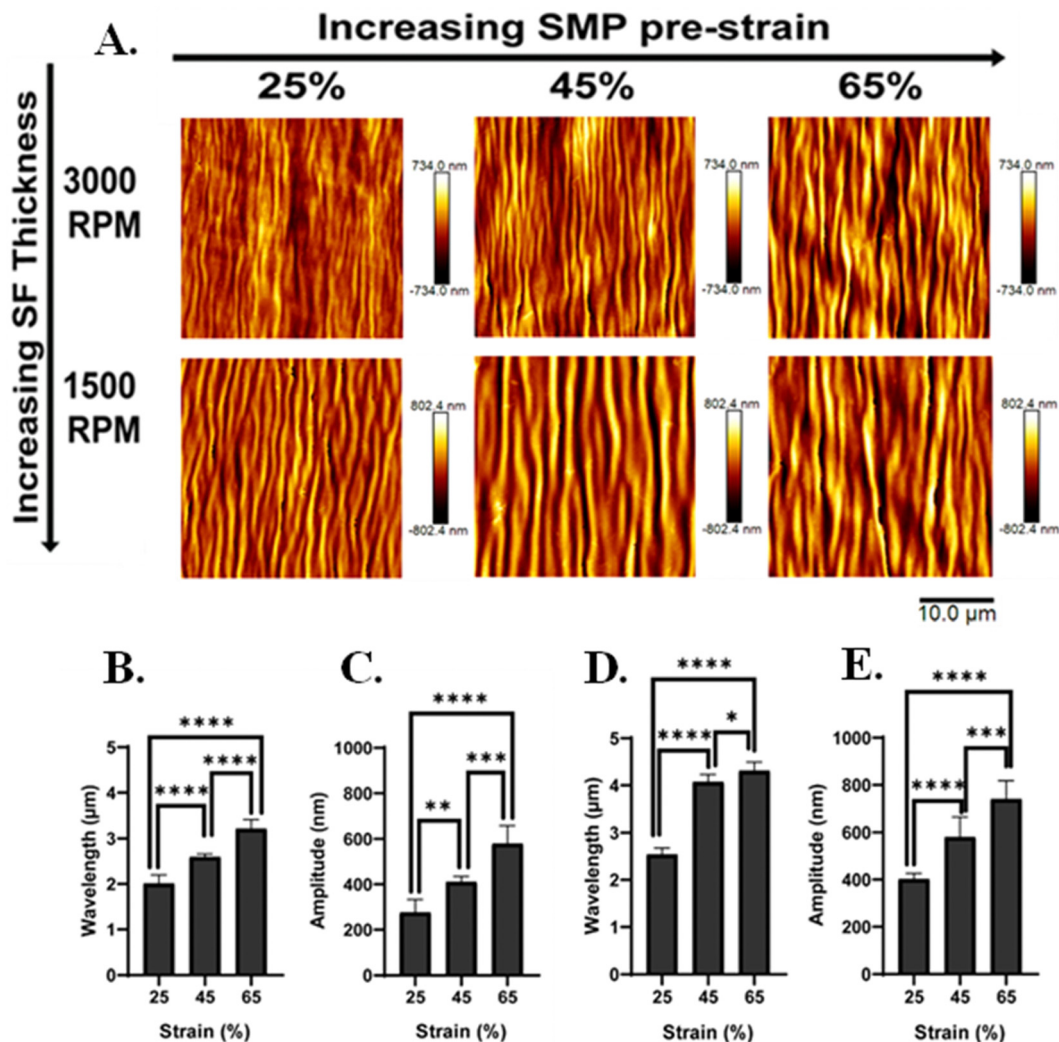 A.
Increasing SMP pre-strain
25% 45% 65%
Increasing SF Thickness
3000
RPM
734.0 nm
-734.0 nm
734.0 nm
-734.0 nm
734.0 nm
-734.0 nm
1500
RPM
802.4 nm
-802.4 nm
802.4 nm
-802.4 nm
802.4 nm
-802.4 nm
10.0 μm
B.
****
****
****
Wavelength (μm)
5
4
3
2
1
0
25 45 65
Strain (%)
C.
****
***
**
Amplitude (nm)
1000
800
600
400
200
0
25 45 65
Strain (%)
D.
****
*
****
Wavelength (μm)
5
4
3
2
1
0
25 45 65
Strain (%)
E.
****
***
****
Amplitude (nm)
1000
800
600
400
200
0
25 45 65
Strain (%)